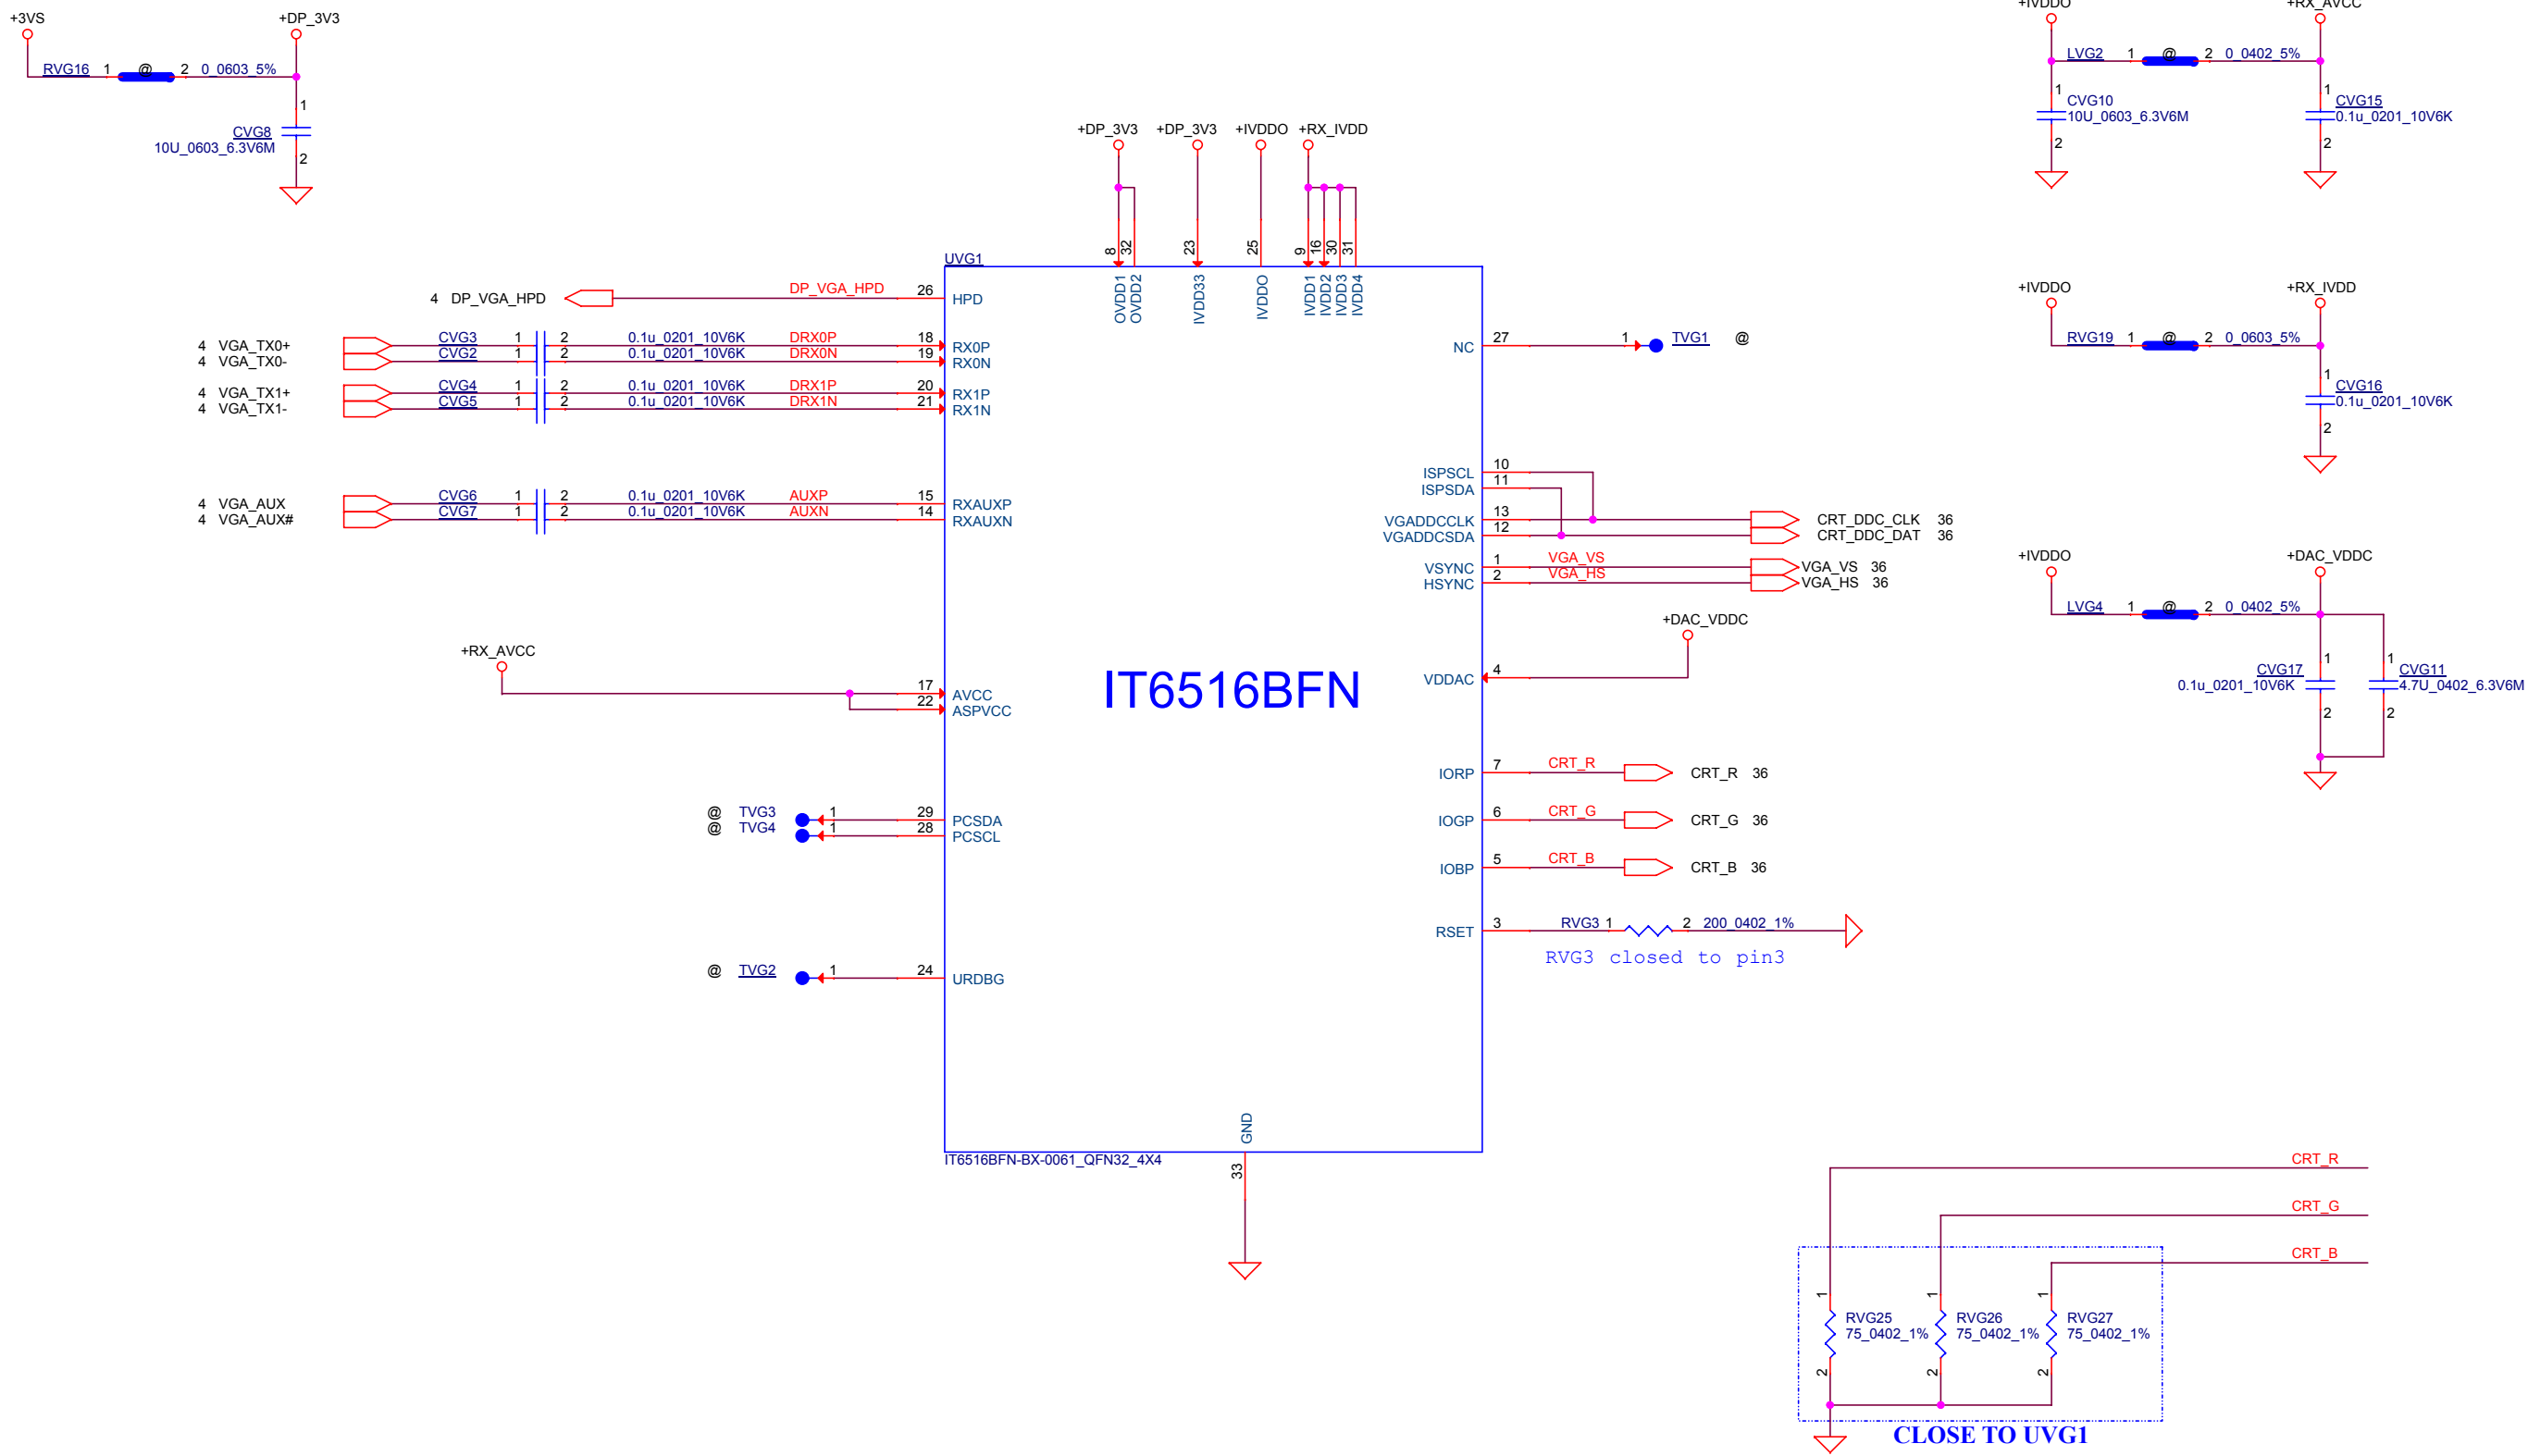 +3VS
+DP_3V3
RVG16 1 @ 2 0_0603_5%
1
CVG8
10U_0603_6.3V6M
2
+IVDDO
+RX_AVCC
LVG2 1 @ 2 0_0402_5%
1
CVG10
10U_0603_6.3V6M
2
1
CVG15
0.1u_0201_10V6K
2
+DP_3V3 +DP_3V3 +IVDDO +RX_IVDD
8 32 23 25 9 16 30 31
OVDD1 OVDD2 IVDD33 IVDDO IVDD1 IVDD2 IVDD3 IVDD4
UVG1
4 DP_VGA_HPD DP_VGA_HPD 26 HPD
4 VGA_TX0+ CVG3 1 2 0.1u_0201_10V6K DRX0P 18 RX0P
4 VGA_TX0- CVG2 1 2 0.1u_0201_10V6K DRX0N 19 RX0N
4 VGA_TX1+ CVG4 1 2 0.1u_0201_10V6K DRX1P 20 RX1P
4 VGA_TX1- CVG5 1 2 0.1u_0201_10V6K DRX1N 21 RX1N
4 VGA_AUX CVG6 1 2 0.1u_0201_10V6K AUXP 15 RXAUXP
4 VGA_AUX# CVG7 1 2 0.1u_0201_10V6K AUXN 14 RXAUXN
+RX_AVCC
17 AVCC
22 ASPVCC
@ TVG3 1 29 PCSDA
@ TVG4 1 28 PCSCL
@ TVG2 1 24 URDBG
IT6516BFN
NC 27 1 TVG1 @
ISPSCL 10
ISPSDA 11
VGADDCCLK 13 CRT_DDC_CLK 36
VGADDCSDA 12 CRT_DDC_DAT 36
VSYNC 1 VGA_VS VGA_VS 36
HSYNC 2 VGA_HS VGA_HS 36
+DAC_VDDC
VDDAC 4
IORP 7 CRT_R CRT_R 36
IOGP 6 CRT_G CRT_G 36
IOBP 5 CRT_B CRT_B 36
RSET 3 RVG3 1 2 200_0402_1%
RVG3 closed to pin3
GND
33
IT6516BFN-BX-0061_QFN32_4X4
+IVDDO
+RX_IVDD
RVG19 1 @ 2 0_0603_5%
1
CVG16
0.1u_0201_10V6K
2
+IVDDO
+DAC_VDDC
LVG4 1 @ 2 0_0402_5%
1
CVG17
0.1u_0201_10V6K
2
1
CVG11
4.7U_0402_6.3V6M
2
CRT_R
CRT_G
CRT_B
1 1 1
RVG25 RVG26 RVG27
75_0402_1% 75_0402_1% 75_0402_1%
2 2 2
CLOSE TO UVG1